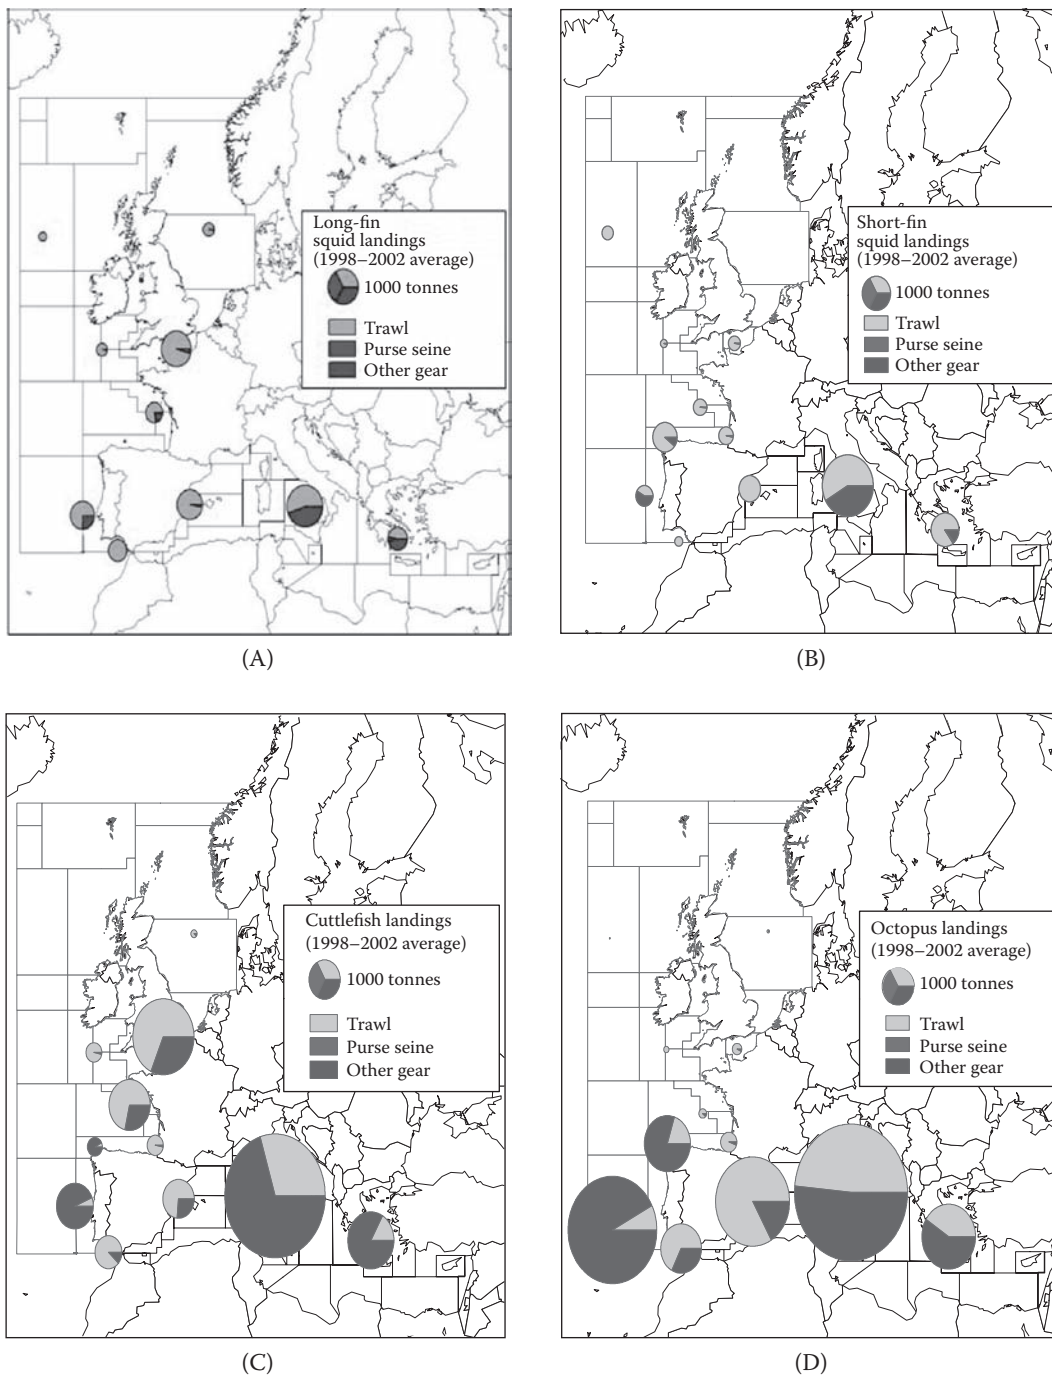 Long-fin
squid landings
(1998–2002 average)
1000 tonnes
Trawl
Purse seine
Other gear
(A)
Short-fin
squid landings
(1998–2002 average)
1000 tonnes
Trawl
Purse seine
Other gear
(B)
Cuttlefish landings
(1998–2002 average)
1000 tonnes
Trawl
Purse seine
Other gear
(C)
Octopus landings
(1998–2002 average)
1000 tonnes
Trawl
Purse seine
Other gear
(D)